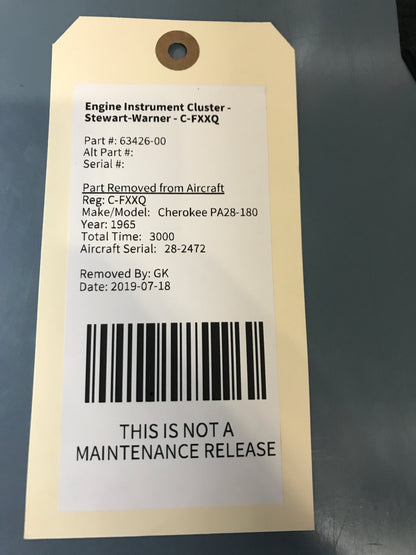 Engine Instrument Cluster -
Stewart-Warner - C-FXXQ
Part #: 63426-00
Alt Part #:
Serial #:
Part Removed from Aircraft
Reg: C-FXXQ
Make/Model: Cherokee PA28-180
Year: 1965
Total Time: 3000
Aircraft Serial: 28-2472
Removed By: GK
Date: 2019-07-18
THIS IS NOT A
MAINTENANCE RELEASE